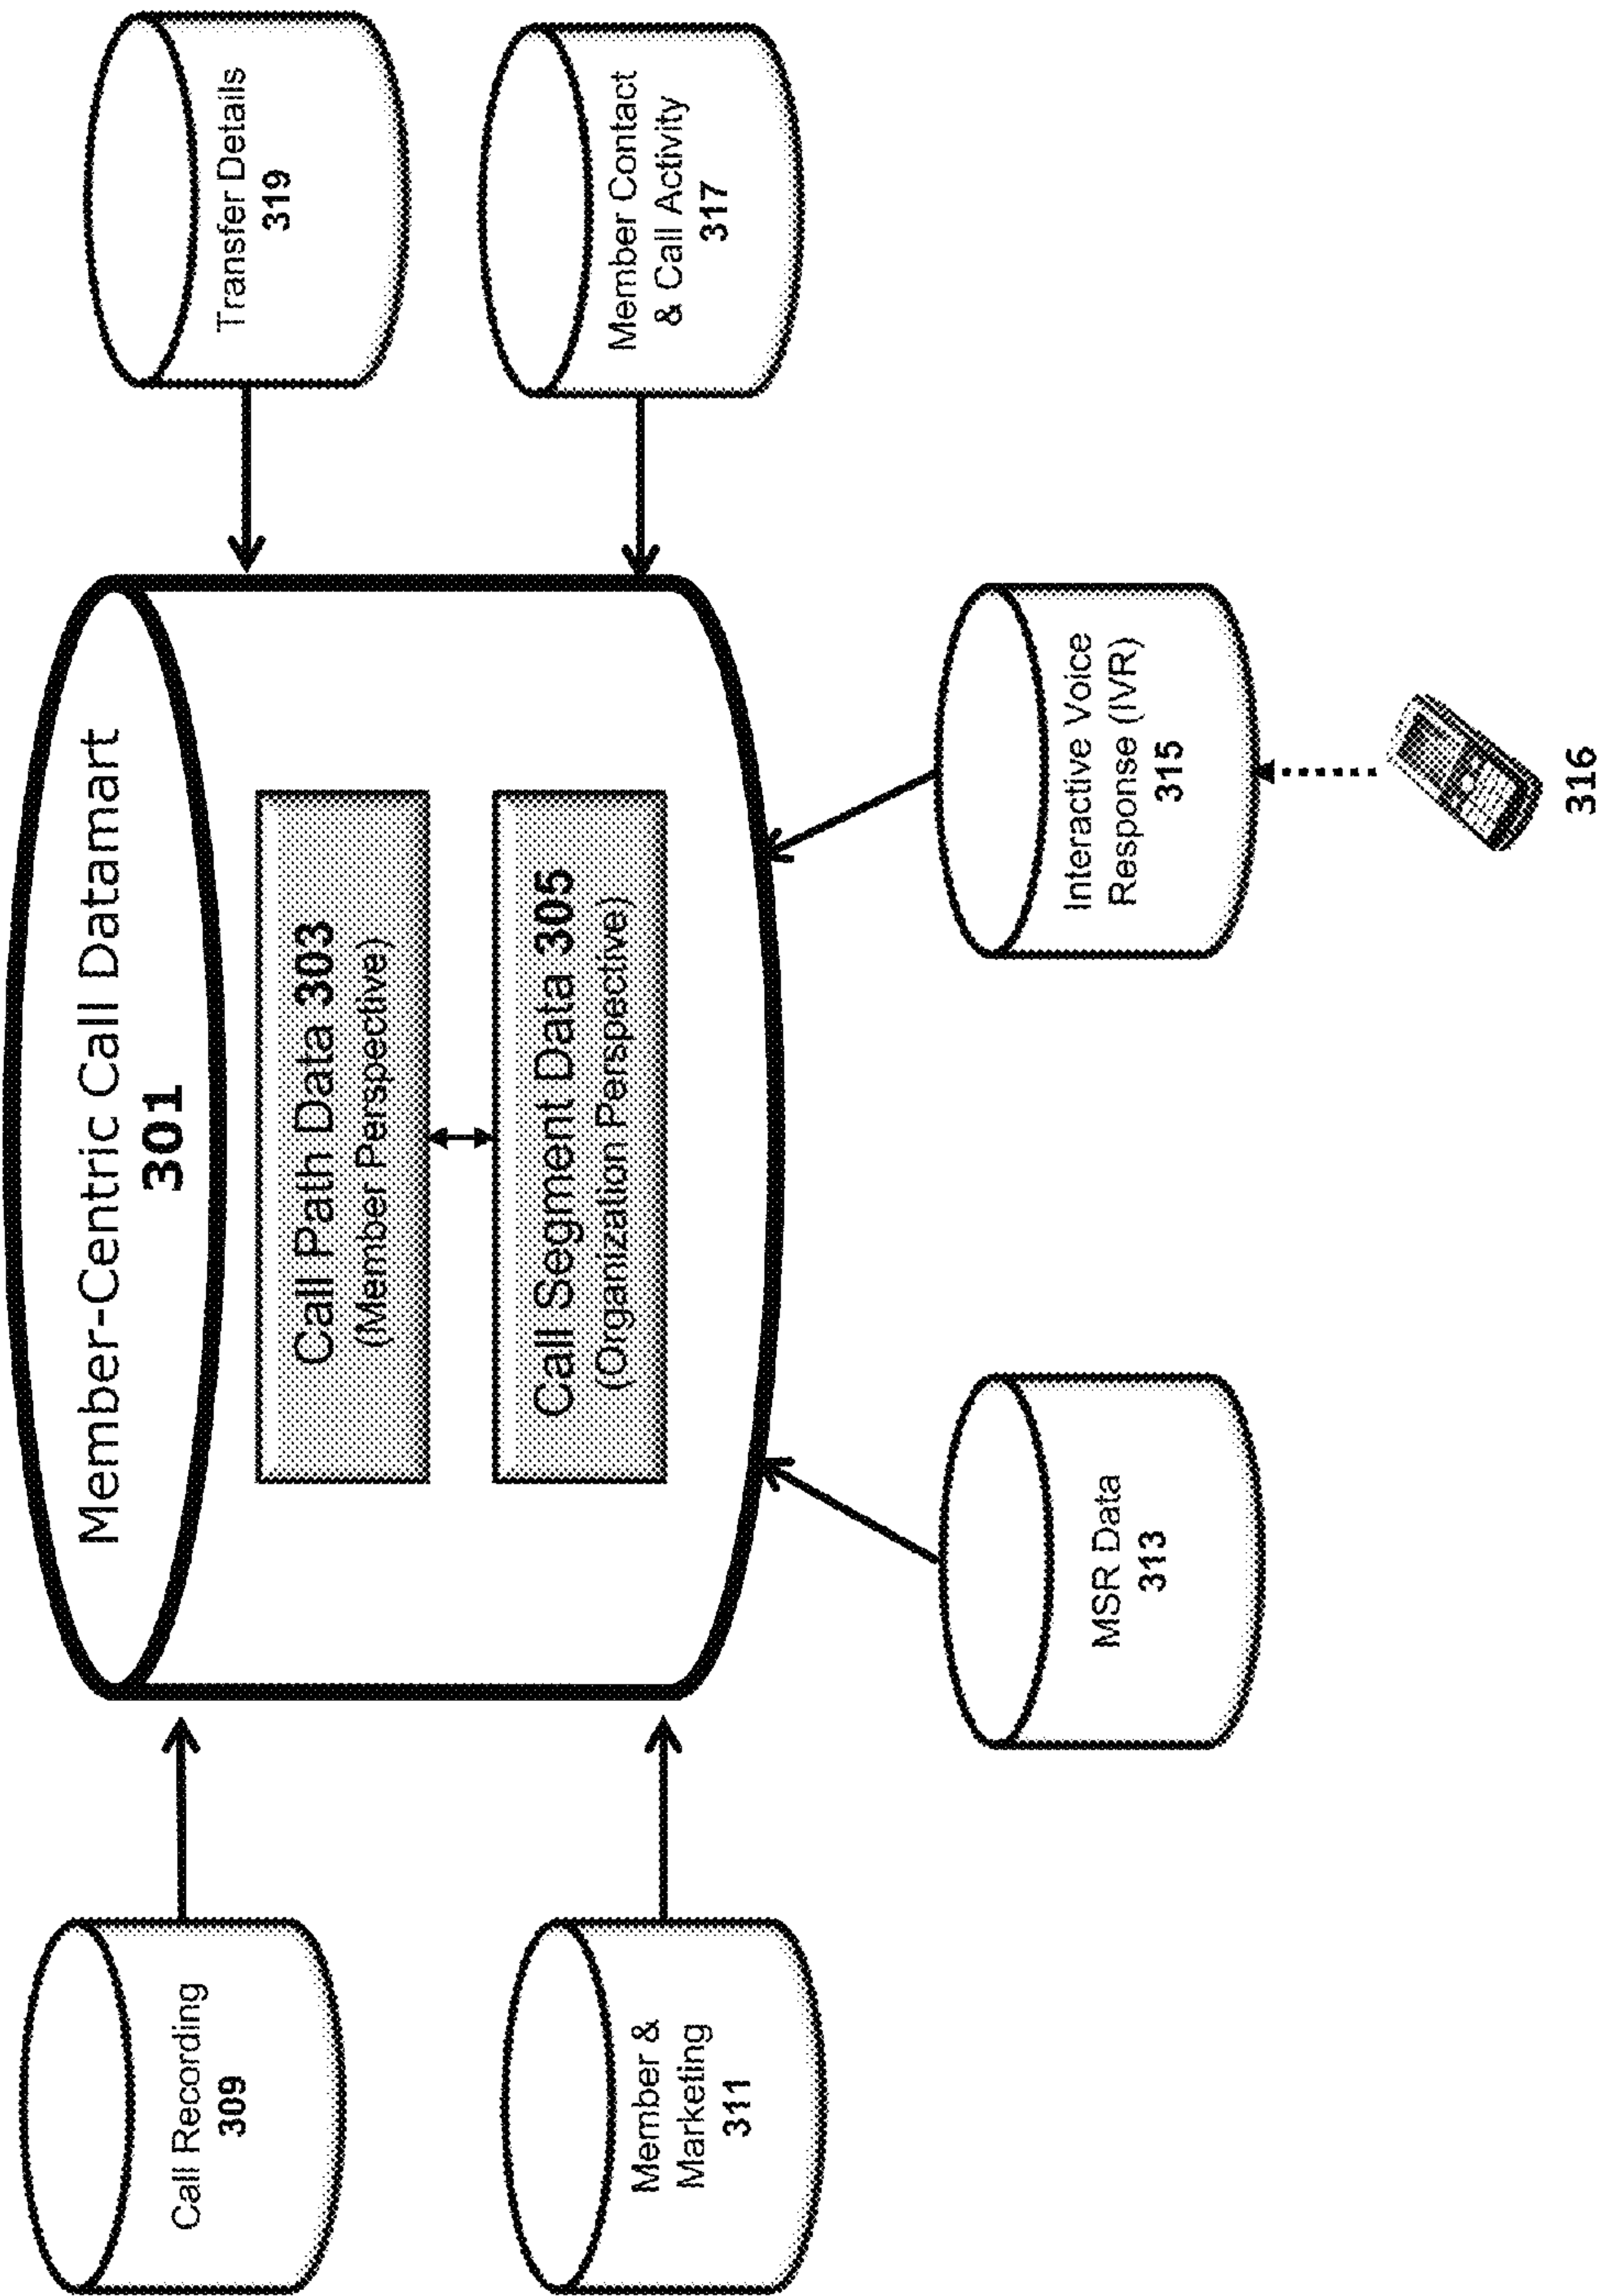 Member-Centric Call Datamart
301
Call Path Data 303
(Member Perspective)
Call Segment Data 305
(Organization Perspective)
Call Recording
309
Member &
Marketing
311
MSR Data
313
Interactive Voice
Response (IVR)
315
316
Member Contact
& Call Activity
317
Transfer Details
319